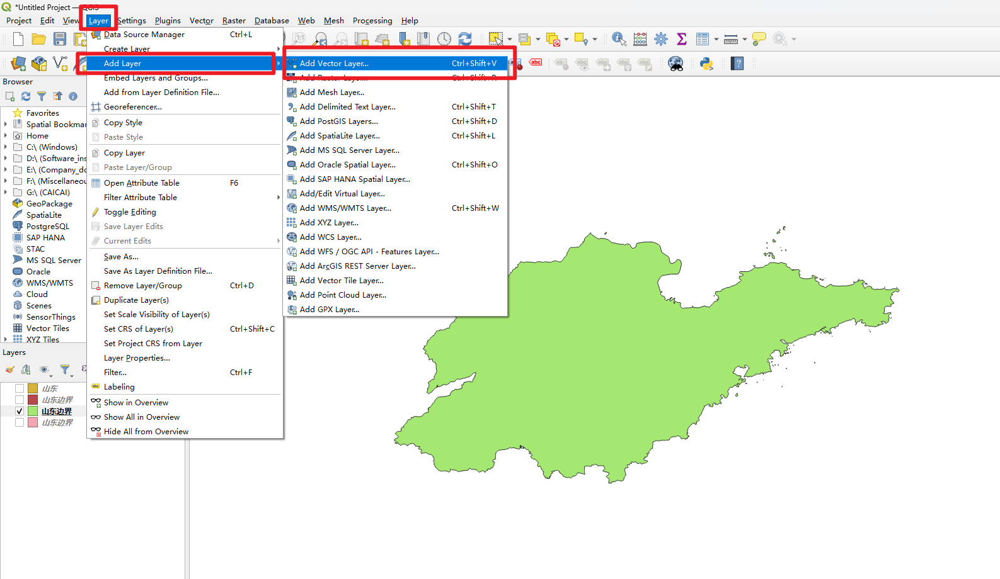 *Untitled Project — QGIS
Project Edit View Layer Settings Plugins Vector Raster Database Web Mesh Processing Help
Data Source Manager Ctrl+L
Create Layer
Add Layer
Embed Layers and Groups...
Add from Layer Definition File...
Georeferencer...
Copy Style
Paste Style
Copy Layer
Paste Layer/Group
Open Attribute Table F6
Filter Attribute Table
Toggle Editing
Save Layer Edits
Current Edits
Save As...
Save As Layer Definition File...
Remove Layer/Group Ctrl+D
Duplicate Layer(s)
Set Scale Visibility of Layer(s)
Set CRS of Layer(s) Ctrl+Shift+C
Set Project CRS from Layer
Layer Properties...
Filter... Ctrl+F
abc Labeling
Show in Overview
Show All in Overview
Hide All from Overview
Add Vector Layer... Ctrl+Shift+V
Add Raster Layer... Ctrl+Shift+R
Add Mesh Layer...
Add Delimited Text Layer... Ctrl+Shift+T
Add PostGIS Layers... Ctrl+Shift+D
Add SpatiaLite Layer... Ctrl+Shift+L
Add MS SQL Server Layer...
Add Oracle Spatial Layer... Ctrl+Shift+O
Add SAP HANA Spatial Layer...
Add/Edit Virtual Layer...
Add WMS/WMTS Layer... Ctrl+Shift+W
Add XYZ Layer...
Add WCS Layer...
Add WFS / OGC API - Features Layer...
Add ArcGIS REST Server Layer...
Add Vector Tile Layer...
Add Point Cloud Layer...
Add GPX Layer...
Browser
Favorites
Spatial Bookmar
Home
C:\ (Windows)
D:\ (Software_ins
E:\ (Company_do
F:\ (Miscellaneou
G:\ (CAICAI)
GeoPackage
SpatiaLite
PostgreSQL
SAP HANA
STAC
MS SQL Server
Oracle
WMS/WMTS
Cloud
Scenes
SensorThings
Vector Tiles
XYZ Tiles
Layers
山东
山东边界
山东边界
山东边界